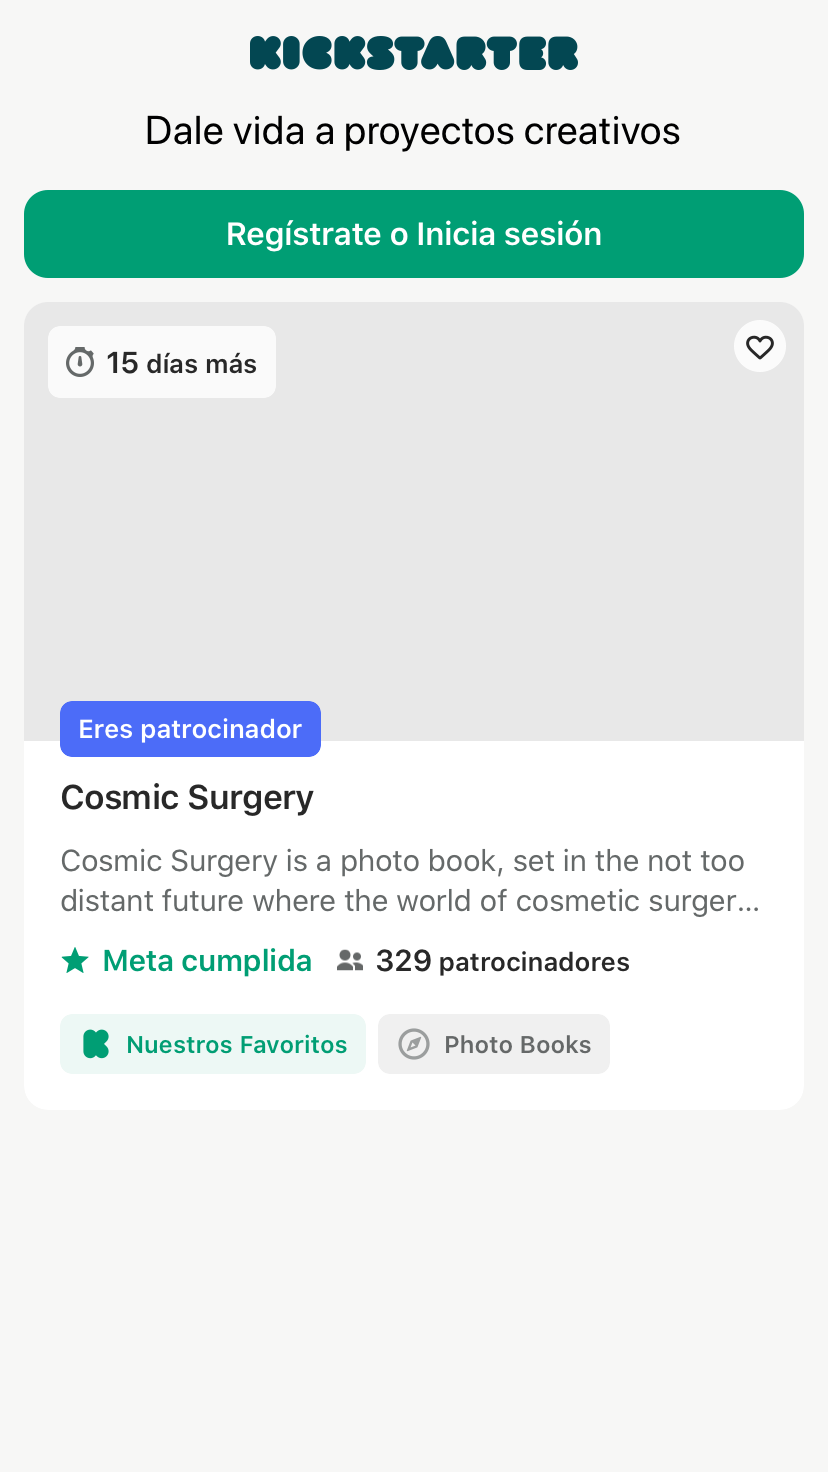 KICKSTARTER
Dale vida a proyectos creativos
Regístrate o Inicia sesión
15 días más
Eres patrocinador
Cosmic Surgery
Cosmic Surgery is a photo book, set in the not too
distant future where the world of cosmetic surger…
Meta cumplida 329 patrocinadores
Nuestros Favoritos Photo Books